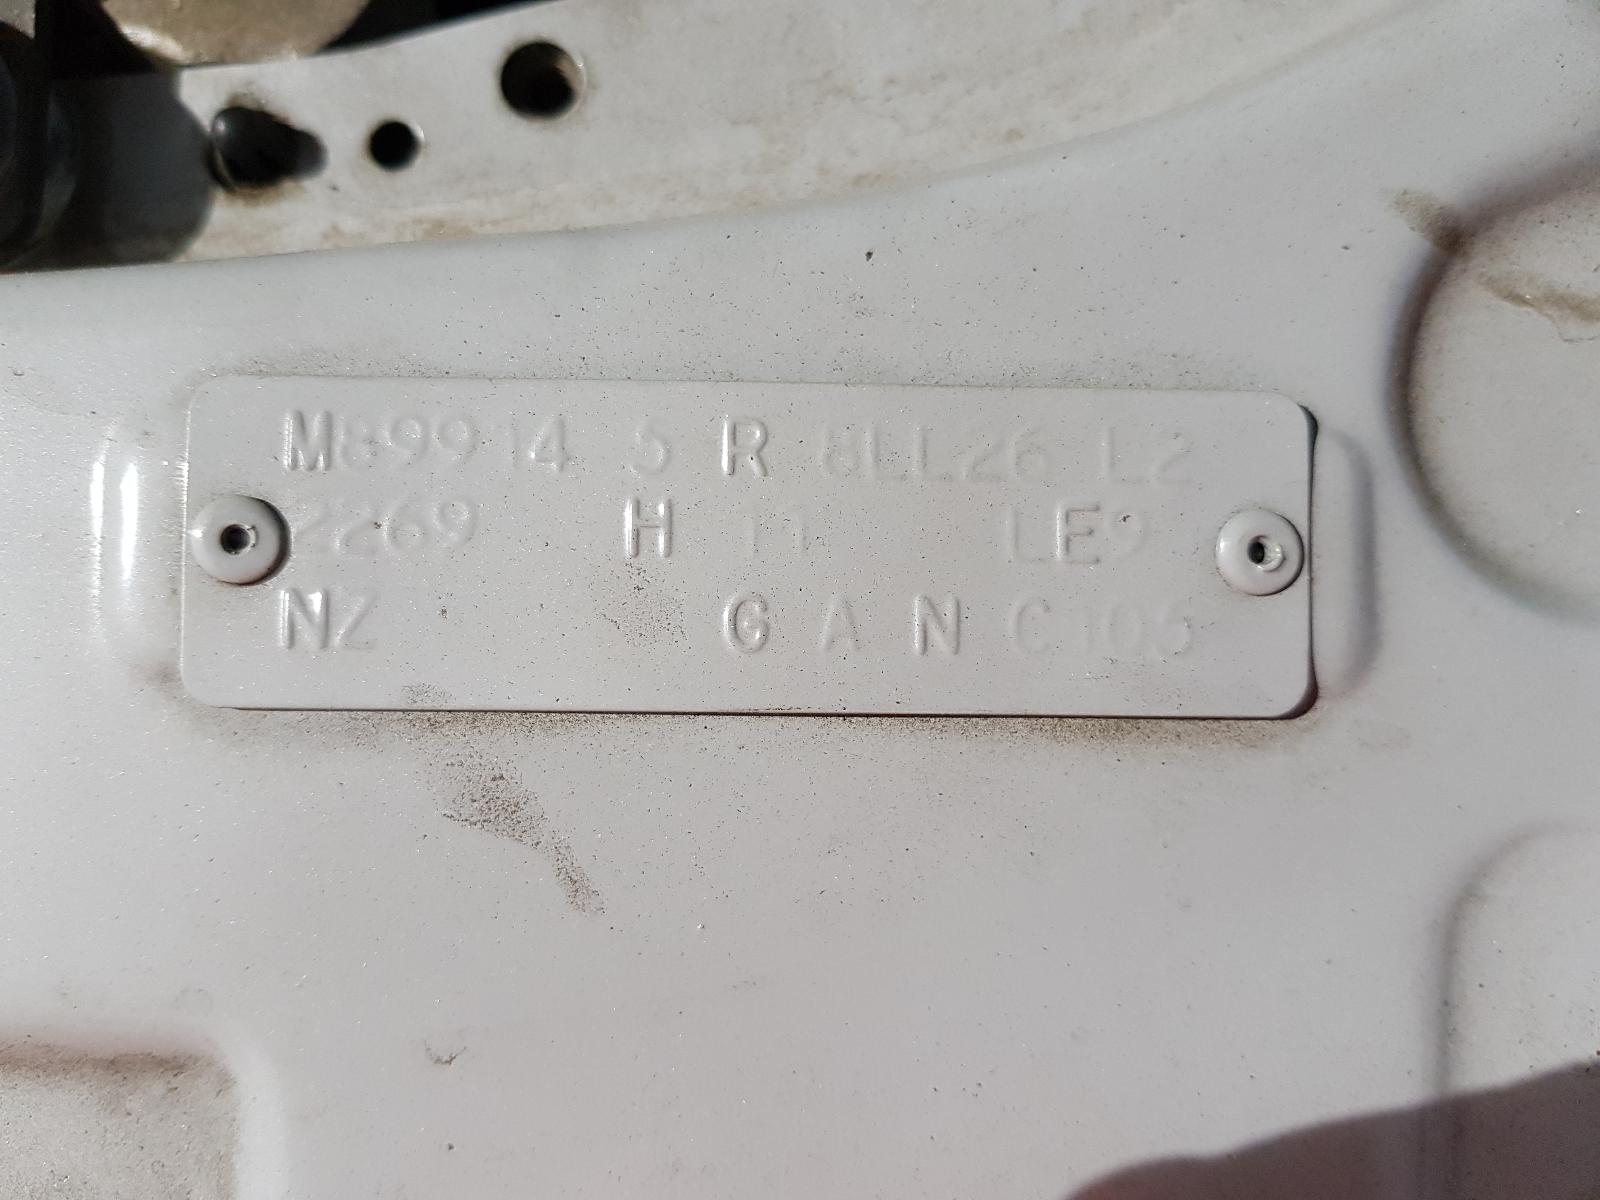 M89914 5 R 8LL26 L2
2269 H 11 LE9
NZ G A N C105